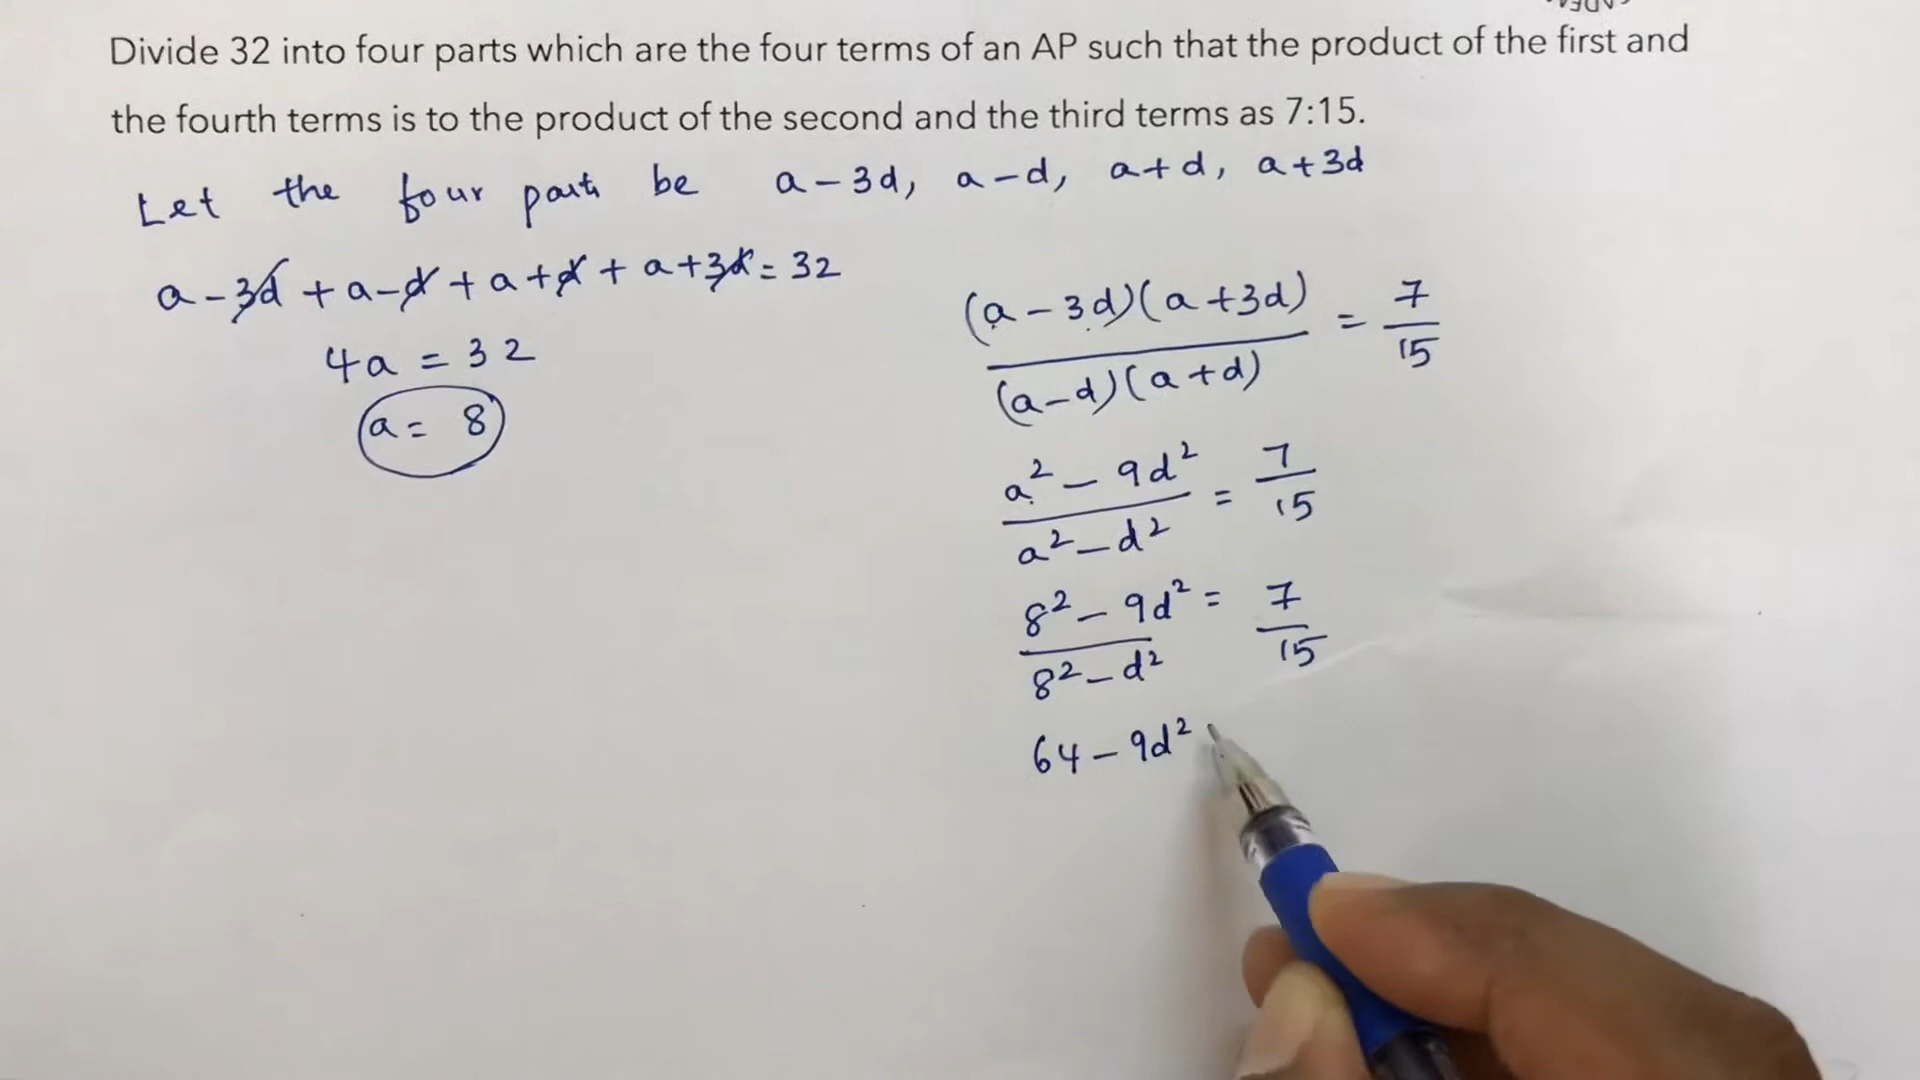 Divide 32 into four parts which are the four terms of an AP such that the product of the first and
the fourth terms is to the product of the second and the third terms as 7:15.
Let the four parts be a-3d, a-d, a+d, a+3d
a-3d + a-d + a+d + a+3d = 32
4a = 32
a = 8
(a-3d)(a+3d) / (a-d)(a+d) = 7/15
a² - 9d² / a² - d² = 7/15
8² - 9d² / 8² - d² = 7/15
64 - 9d²